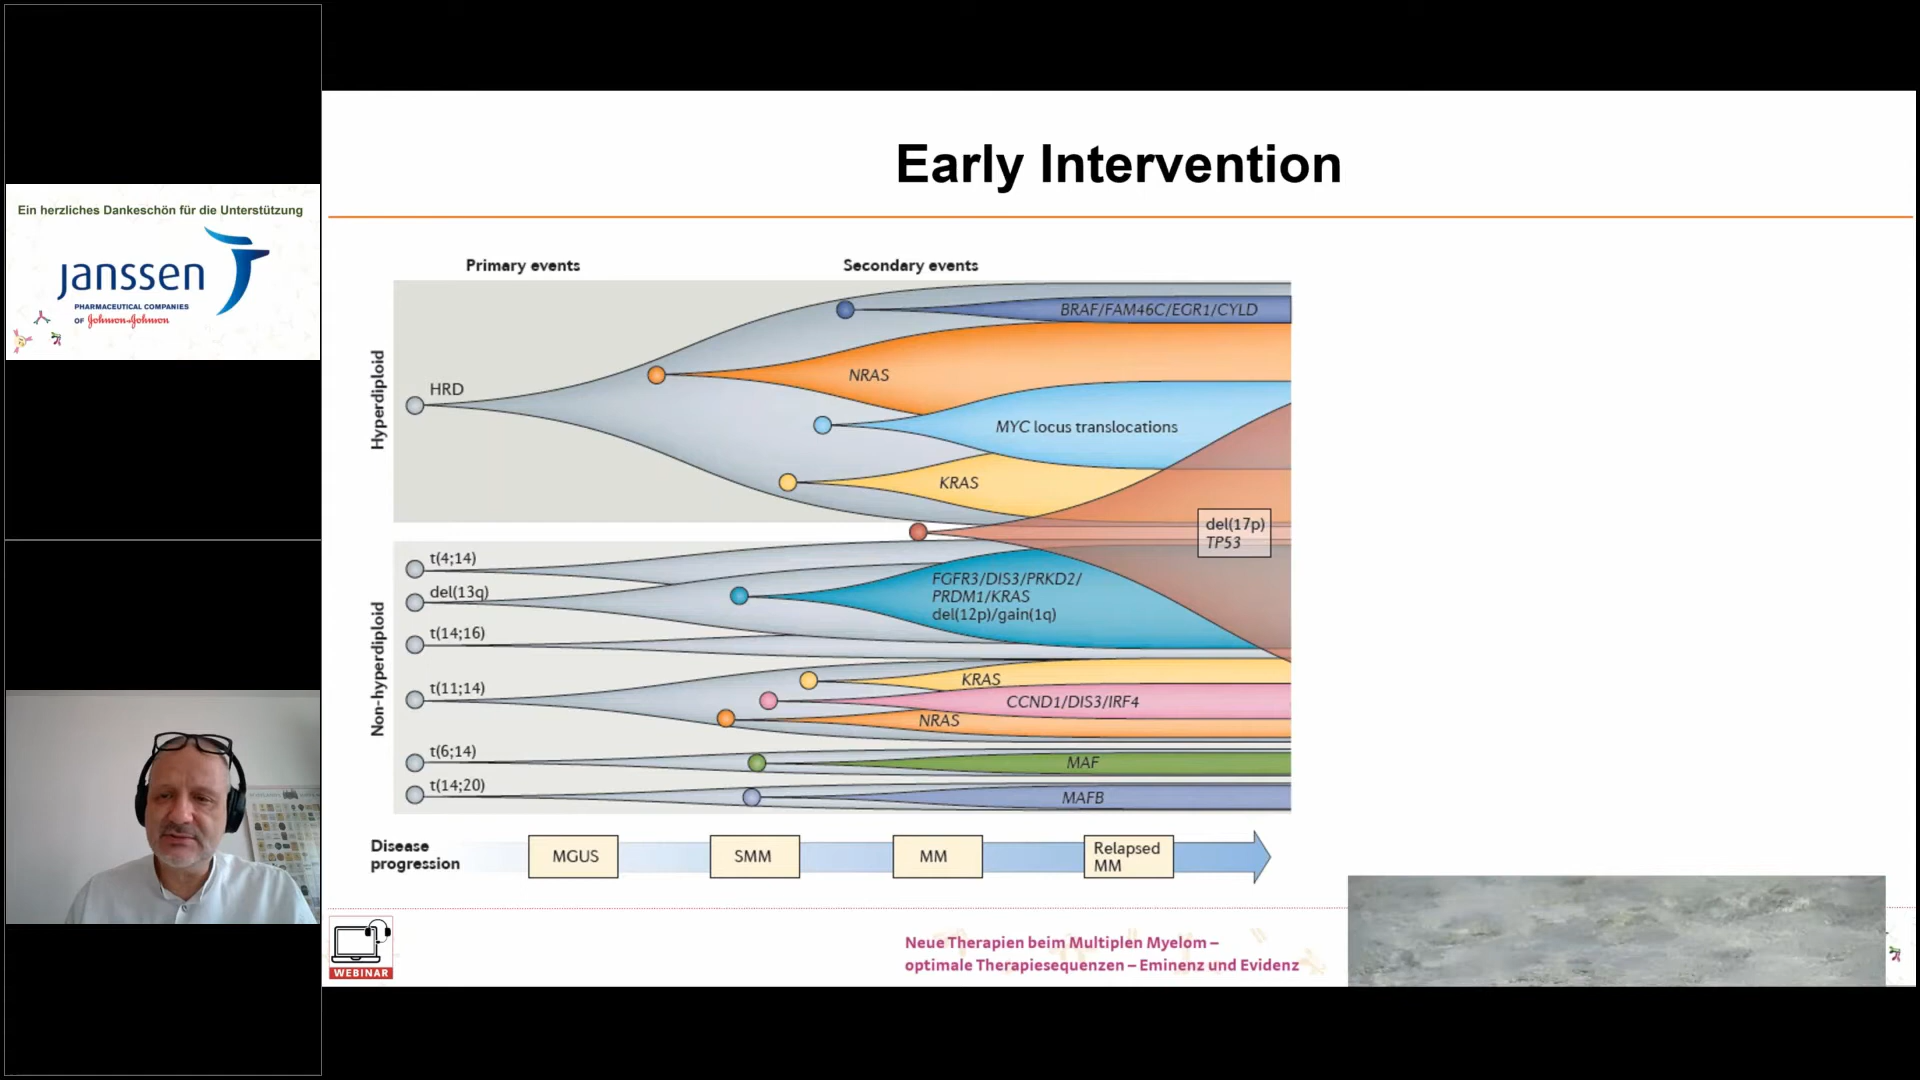 Ein herzliches Dankeschön für die Unterstützung
janssen
PHARMACEUTICAL COMPANIES
OF Johnson & Johnson
Early Intervention
Primary events
Secondary events
Hyperdiploid
HRD
BRAF/FAM46C/EGR1/CYLD
NRAS
MYC locus translocations
KRAS
del(17p)
TP53
Non-hyperdiploid
t(4;14)
del(13q)
t(14;16)
t(11;14)
t(6;14)
t(14;20)
FGFR3/DIS3/PRKD2/
PRDM1/KRAS
del(12p)/gain(1q)
KRAS
CCND1/DIS3/IRF4
NRAS
MAF
MAFB
Disease
progression
MGUS
SMM
MM
Relapsed
MM
WEBINAR
Neue Therapien beim Multiplen Myelom –
optimale Therapiesequenzen – Eminenz und Evidenz